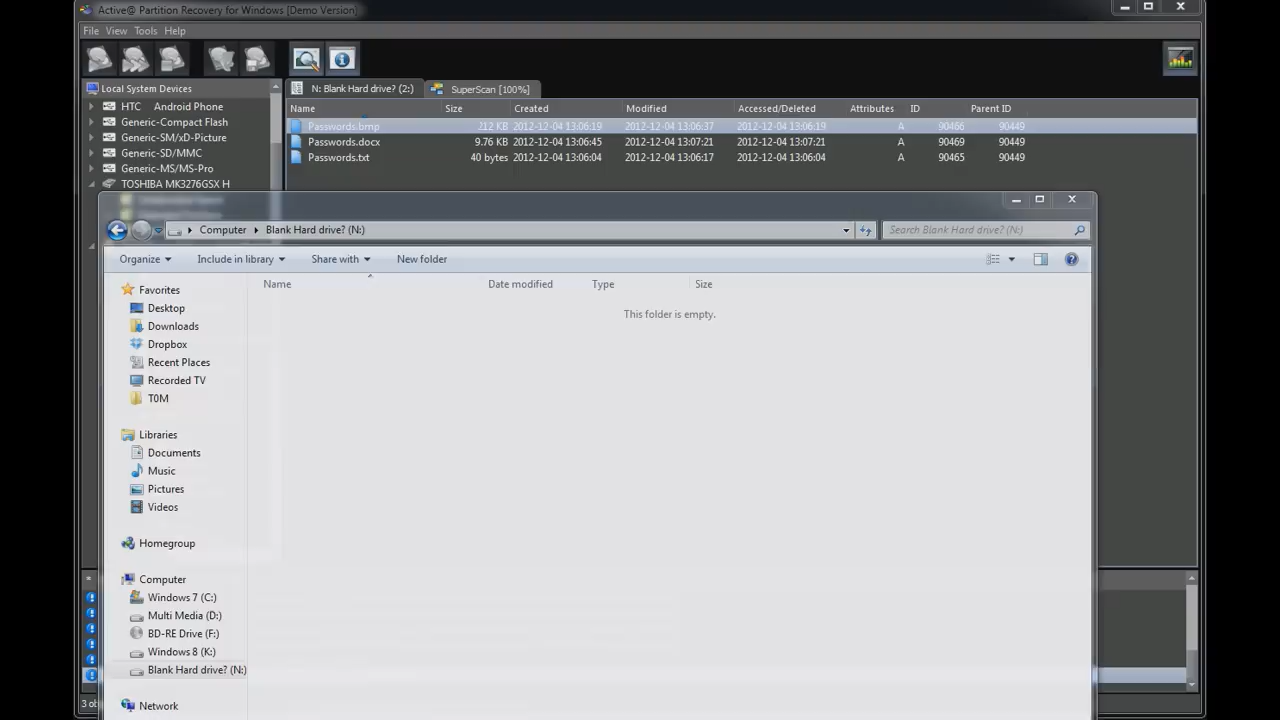 Active@ Partition Recovery for Windows [Demo Version]
File View Tools Help
Local System Devices
N: Blank Hard drive? (2:)
SuperScan [100%]
HTC Android Phone
Generic-Compact Flash
Generic-SM/xD-Picture
Generic-SD/MMC
Generic-MS/MS-Pro
TOSHIBA MK3276GSX H
Name Size Created Modified Accessed/Deleted Attributes ID Parent ID
Passwords.bmp 212 KB 2012-12-04 13:06:19 2012-12-04 13:06:37 2012-12-04 13:06:19 A 90466 90449
Passwords.docx 9.76 KB 2012-12-04 13:06:45 2012-12-04 13:07:21 2012-12-04 13:07:21 A 90469 90449
Passwords.txt 40 bytes 2012-12-04 13:06:04 2012-12-04 13:06:17 2012-12-04 13:06:04 A 90465 90449
Computer Blank Hard drive? (N:)
Search Blank Hard drive? (N:)
Organize Include in library Share with New folder
Name Date modified Type Size
This folder is empty.
Favorites
Desktop
Downloads
Dropbox
Recent Places
Recorded TV
T0M
Libraries
Documents
Music
Pictures
Videos
Homegroup
Computer
Windows 7 (C:)
Multi Media (D:)
BD-RE Drive (F:)
Windows 8 (K:)
Blank Hard drive? (N:)
Network